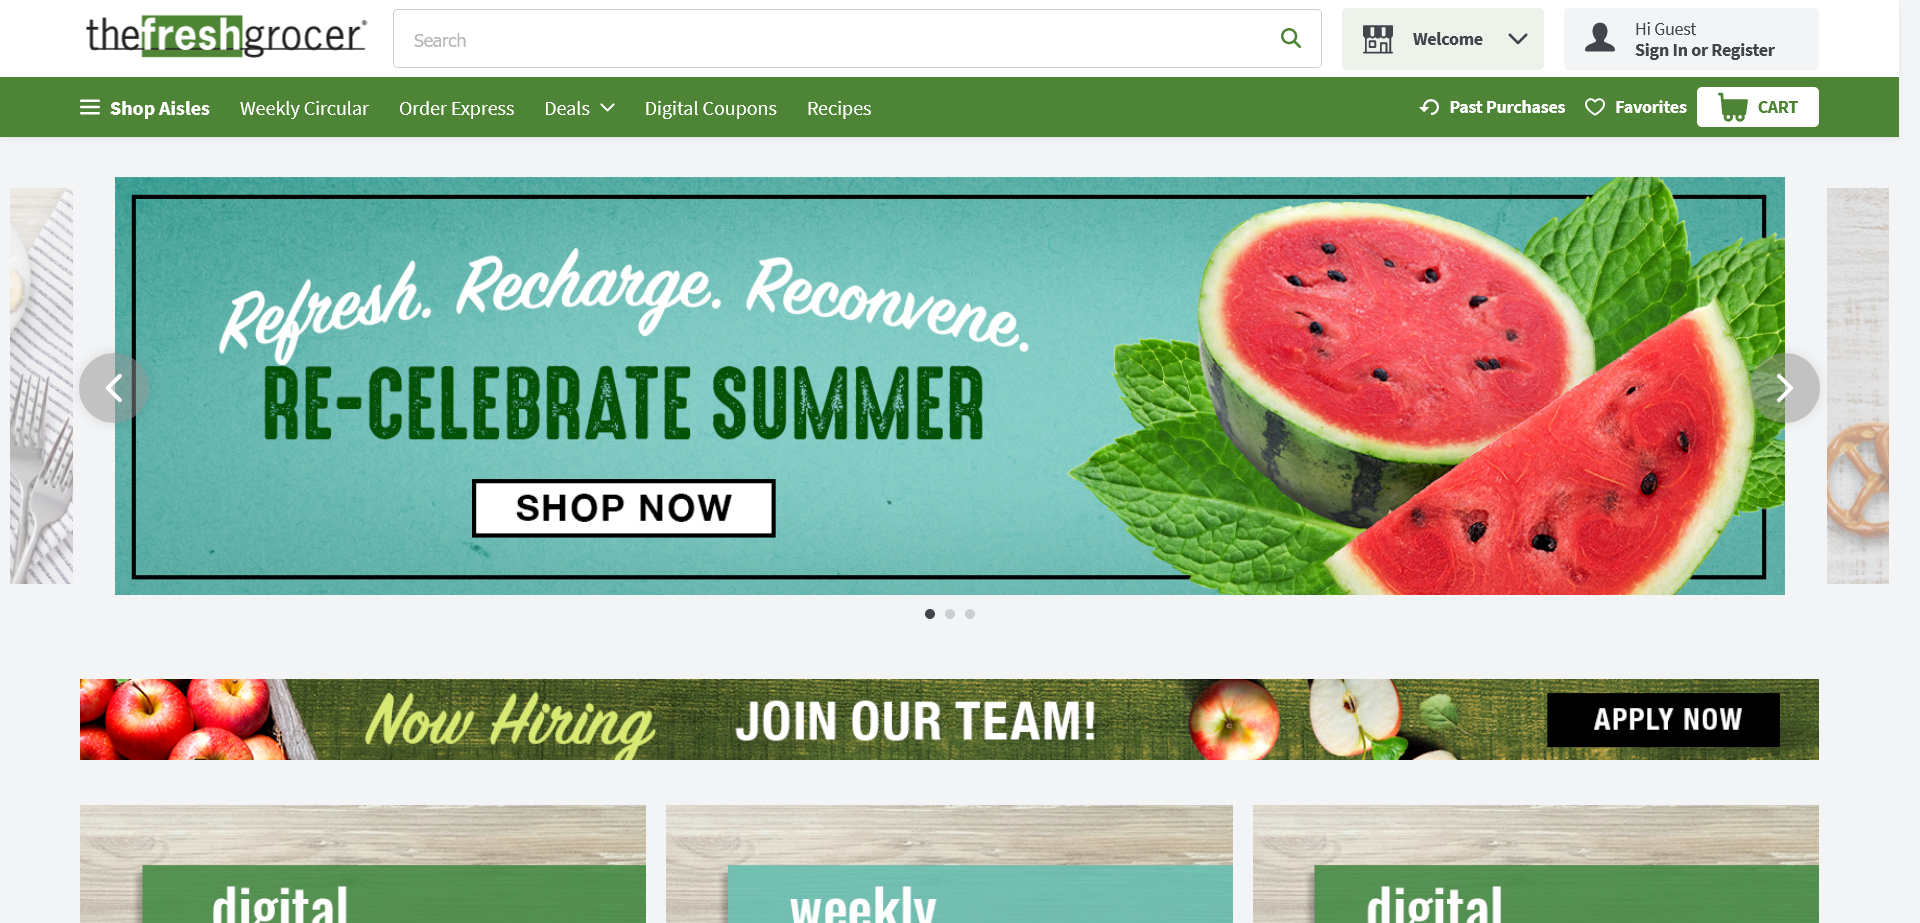 thefreshgrocer®
Search
Welcome
Hi Guest
Sign In or Register
Shop Aisles
Weekly Circular
Order Express
Deals
Digital Coupons
Recipes
Past Purchases
Favorites
CART
Refresh. Recharge. Reconvene.
RE-CELEBRATE SUMMER
SHOP NOW
Now Hiring
JOIN OUR TEAM!
APPLY NOW
digital
weekly
digital